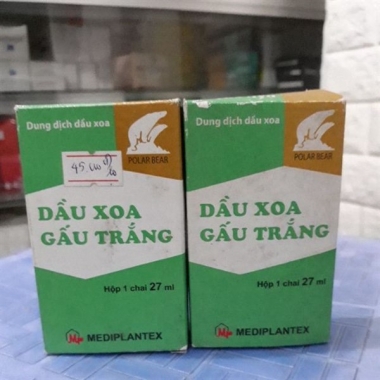 Dung dịch dầu xoa
POLAR BEAR
DẦU XOA
GẤU TRẮNG
Hộp 1 chai 27 ml
MEDIPLANTEX
Dung dịch dầu xoa
POLAR BEAR
DẦU XOA
GẤU TRẮNG
Hộp 1 chai 27 ml
MEDIPLANTEX